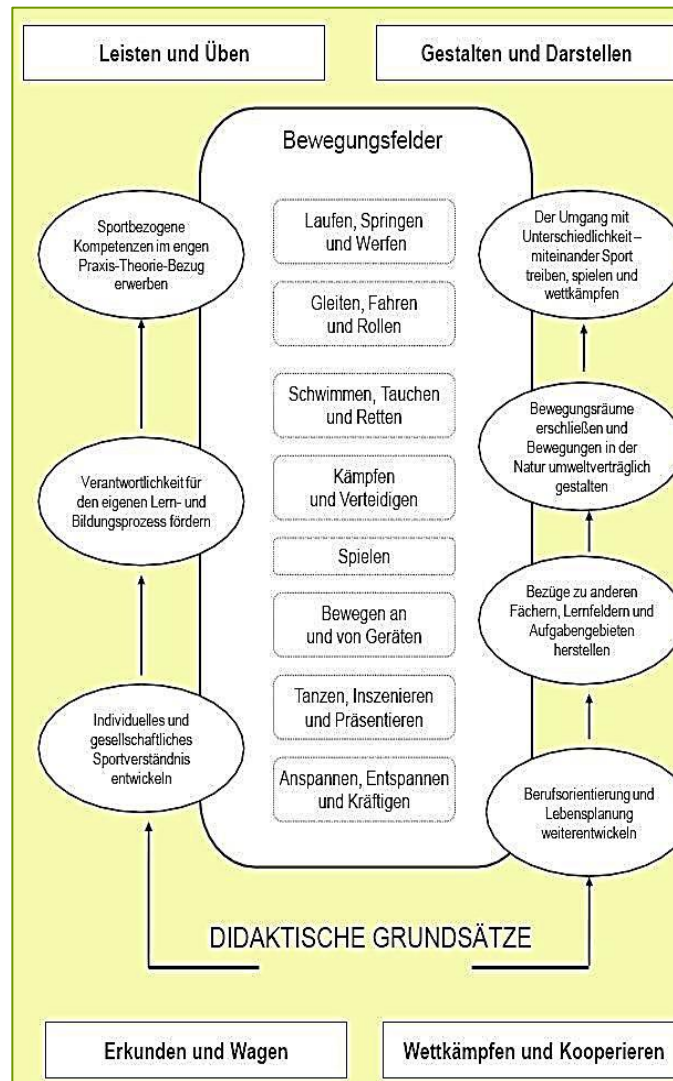 Leisten und Üben
Gestalten und Darstellen
Bewegungsfelder
Sportbezogene
Kompetenzen im engen
Praxis-Theorie-Bezug
erwerben
Laufen, Springen
und Werfen
Der Umgang mit
Unterschiedlichkeit –
miteinander Sport
treiben, spielen und
wettkämpfen
Gleiten, Fahren
und Rollen
Schwimmen, Tauchen
und Retten
Bewegungsräume
erschließen und
Bewegungen in der
Natur umweltverträglich
gestalten
Verantwortlichkeit für
den eigenen Lern- und
Bildungsprozess fördern
Kämpfen
und Verteidigen
Spielen
Bewegen an
und von Geräten
Bezüge zu anderen
Fächern, Lernfeldern und
Aufgabengebieten
herstellen
Individuelles und
gesellschaftliches
Sportverständnis
entwickeln
Tanzen, Inszenieren
und Präsentieren
Anspannen, Entspannen
und Kräftigen
Berufsorientierung und
Lebensplanung
weiterentwickeln
DIDAKTISCHE GRUNDSÄTZE
Erkunden und Wagen
Wettkämpfen und Kooperieren